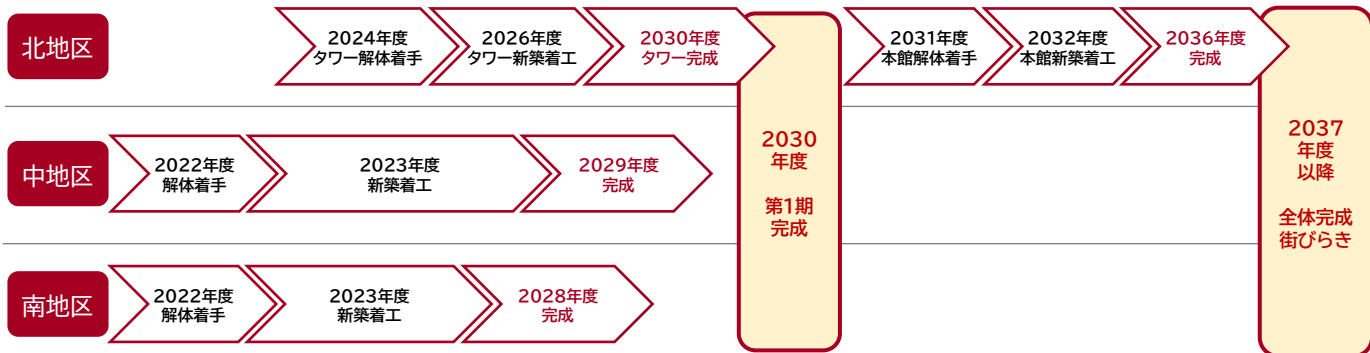 北地区
2024年度
タワー解体着手
2026年度
タワー新築着工
2030年度
タワー完成
2031年度
本館解体着手
2032年度
本館新築着工
2036年度
完成
中地区
2022年度
解体着手
2023年度
新築着工
2029年度
完成
南地区
2022年度
解体着手
2023年度
新築着工
2028年度
完成
2030
年度
第1期
完成
2037
年度
以降
全体完成
街びらき